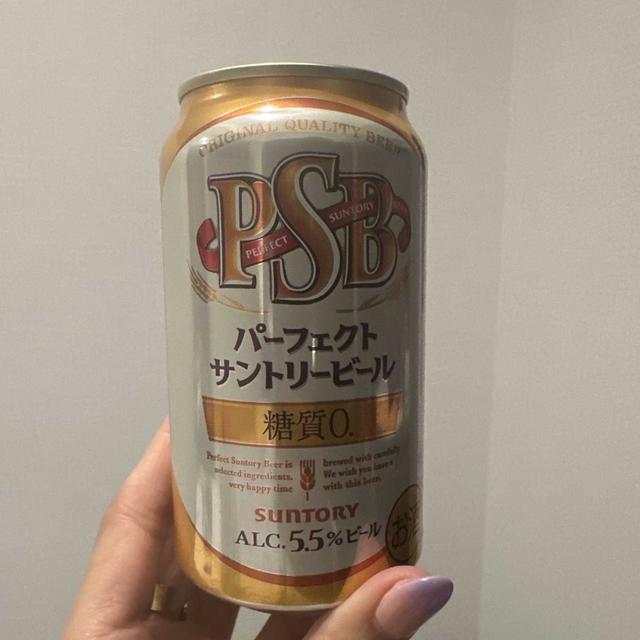 ORIGINAL QUALITY BEER
PSB
PERFECT SUNTORY
パーフェクト
サントリービール
糖質0.
Perfect Suntory Beer is brewed with carefully
selected ingredients. We wish you have a
very happy time with this beer.
SUNTORY
ALC. 5.5% ビール
お酒